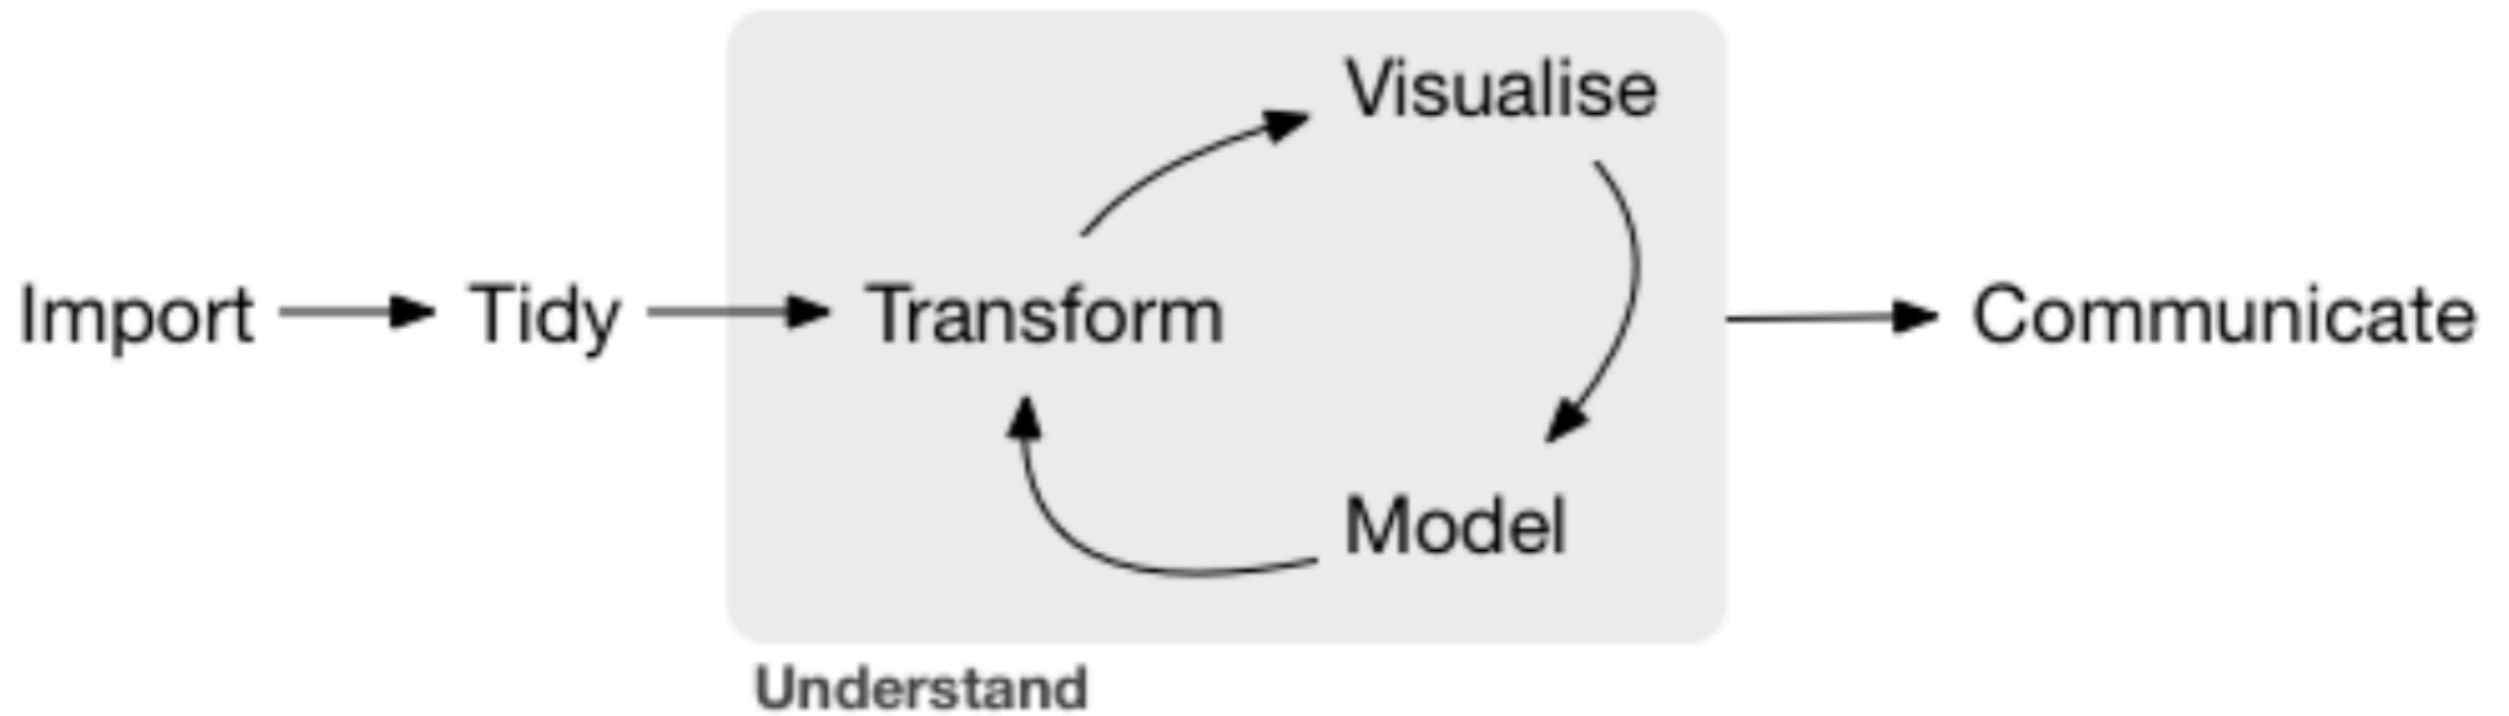 Visualise
Import
Tidy
Transform
Communicate
Model
Understand